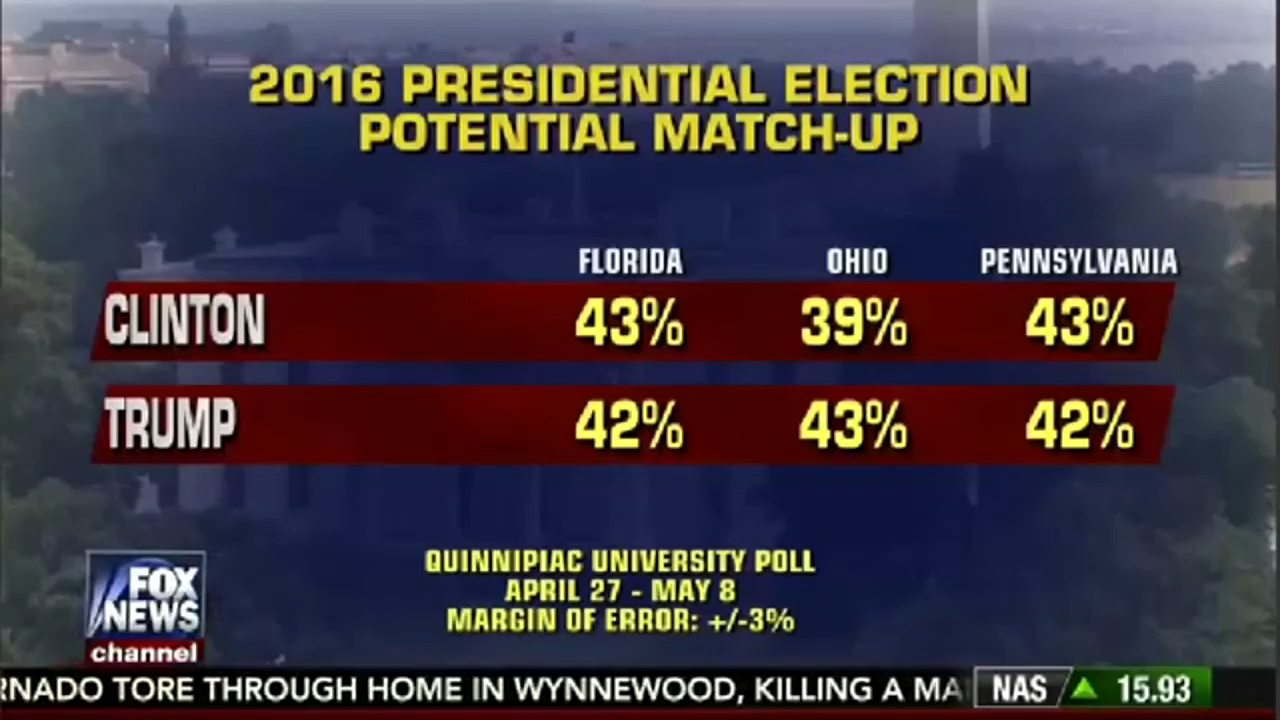 2016 PRESIDENTIAL ELECTION
POTENTIAL MATCH-UP
FLORIDA OHIO PENNSYLVANIA
CLINTON 43% 39% 43%
TRUMP 42% 43% 42%
QUINNIPIAC UNIVERSITY POLL
APRIL 27 - MAY 8
MARGIN OF ERROR: +/-3%
FOX
NEWS
channel
RNADO TORE THROUGH HOME IN WYNNEWOOD, KILLING A MA NAS 15.93